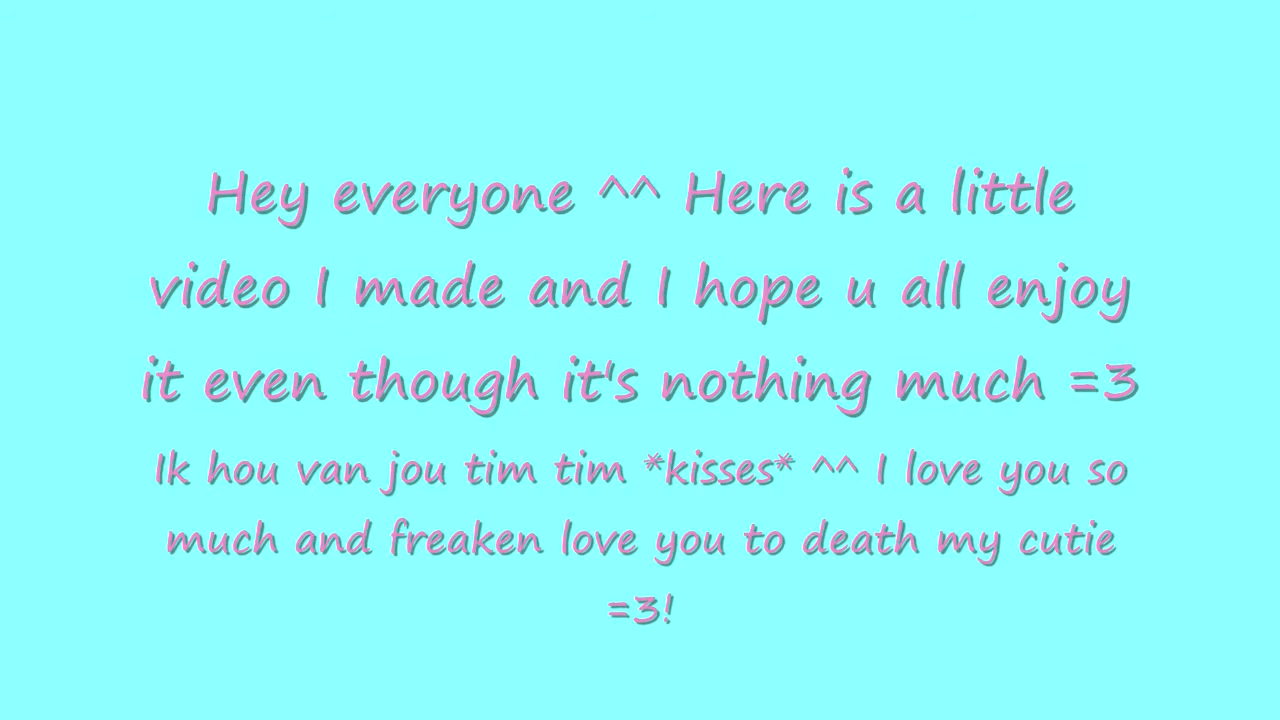 Hey everyone ^^ Here is a little
video I made and I hope u all enjoy
it even though it's nothing much =3
Ik hou van jou tim tim *kisses* ^^ I love you so
much and freaken love you to death my cutie
=3!